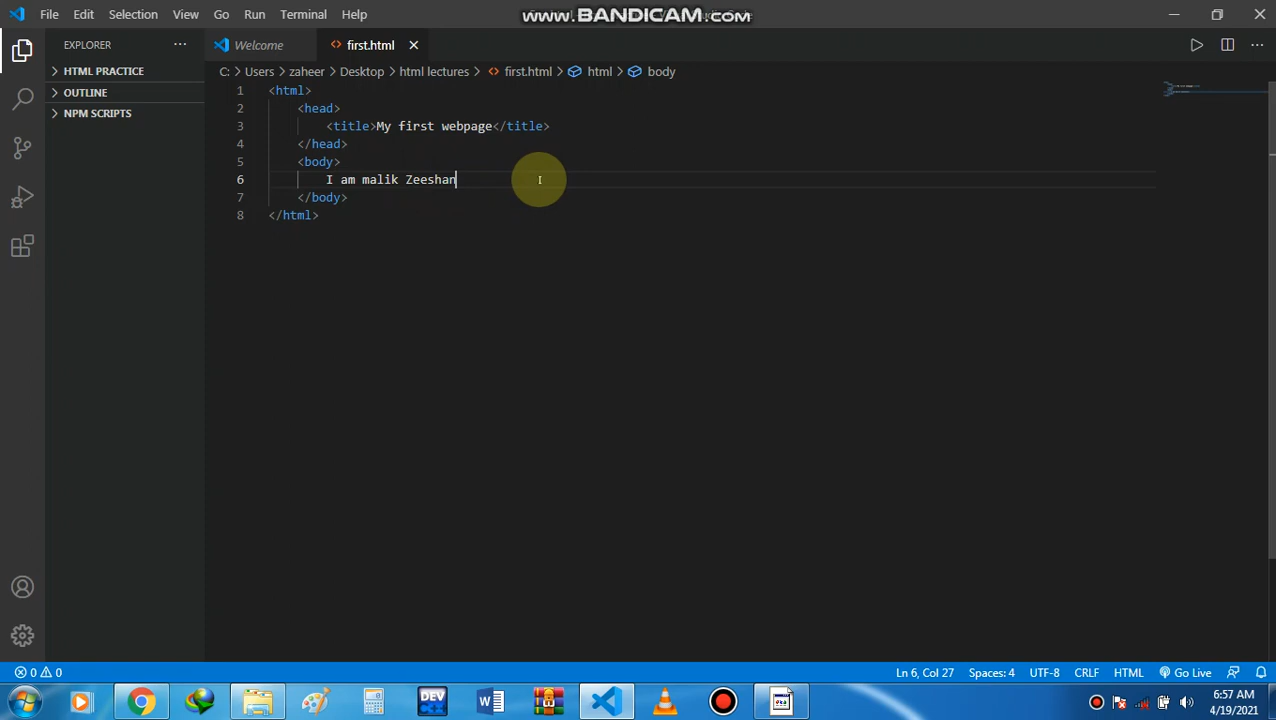 File Edit Selection View Go Run Terminal Help
www.BANDICAM.com
EXPLORER
Welcome
first.html
HTML PRACTICE
OUTLINE
NPM SCRIPTS
C: > Users > zaheer > Desktop > html lectures > first.html > html > body
1 <html>
2 <head>
3 <title>My first webpage</title>
4 </head>
5 <body>
6 I am malik Zeeshan
7 </body>
8 </html>
0 0
Ln 6, Col 27 Spaces: 4 UTF-8 CRLF HTML Go Live
DEV
6:57 AM
4/19/2021